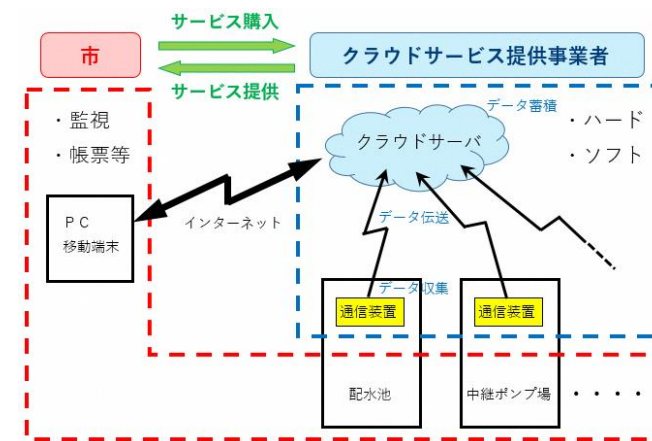 サービス購入
市
クラウドサービス提供事業者
サービス提供
・監視
・帳票等
データ蓄積
・ハード
・ソフト
クラウドサーバ
ＰＣ
移動端末
インターネット
データ伝送
データ収集
通信装置
通信装置
配水池
中継ポンプ場
・・・・